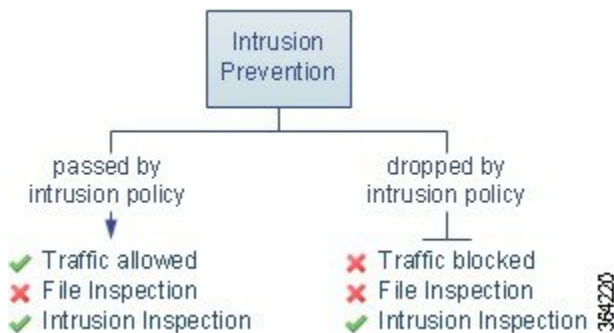 Intrusion
Prevention
passed by
intrusion policy
dropped by
intrusion policy
Traffic allowed
File Inspection
Intrusion Inspection
Traffic blocked
File Inspection
Intrusion Inspection
364220